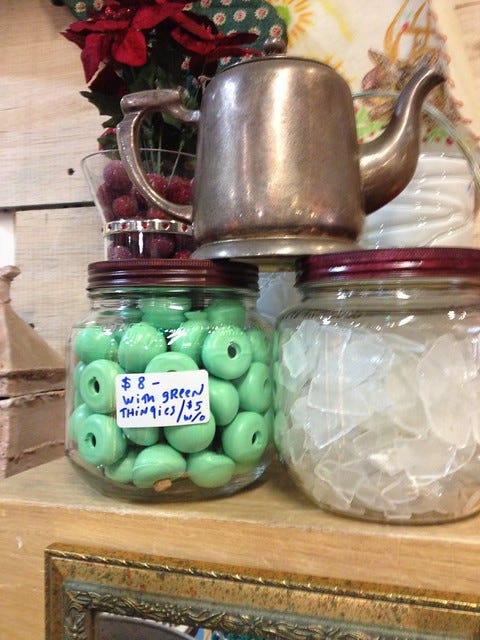 $8-
WiTH gREEN
THiNgiES/$5
W/O